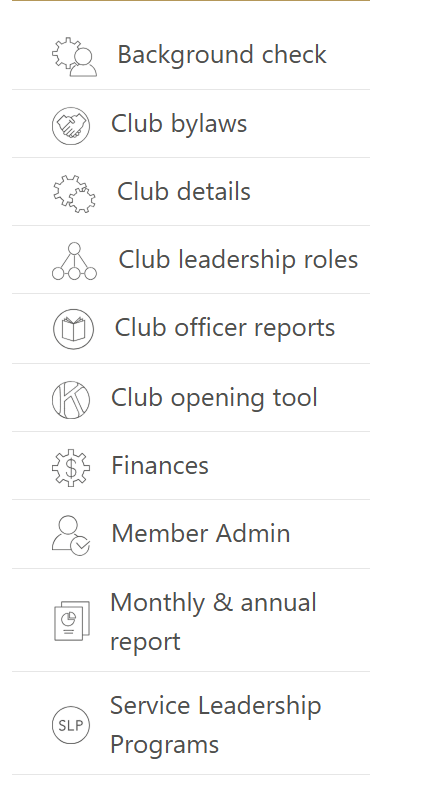 Background check
Club bylaws
Club details
Club leadership roles
Club officer reports
Club opening tool
Finances
Member Admin
Monthly & annual
report
SLP
Service Leadership
Programs